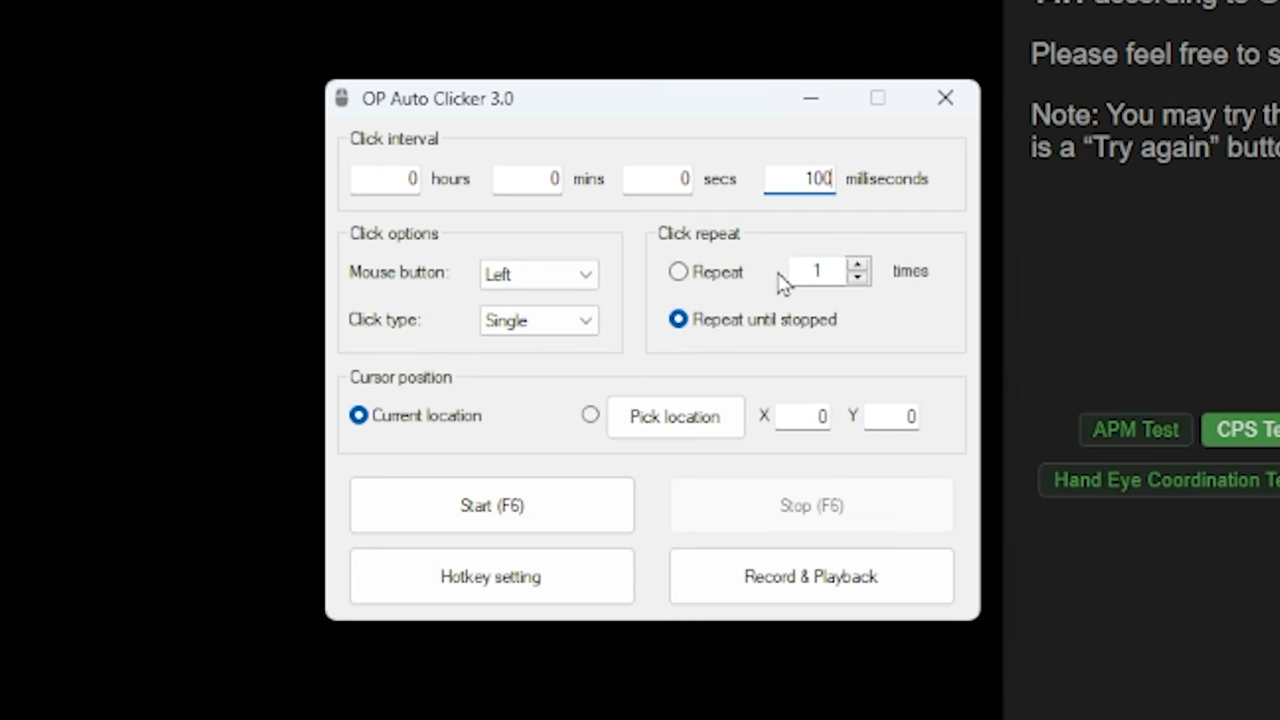 OP Auto Clicker 3.0
Click interval
0 hours 0 mins 0 secs 100 milliseconds
Click options
Mouse button: Left
Click type: Single
Click repeat
Repeat 1 times
Repeat until stopped
Cursor position
Current location Pick location X 0 Y 0
Start (F6) Stop (F6)
Hotkey setting Record & Playback
according to
Please feel free to s
Note: You may try th
is a “Try again” butto
APM Test CPS Te
Hand Eye Coordination Te